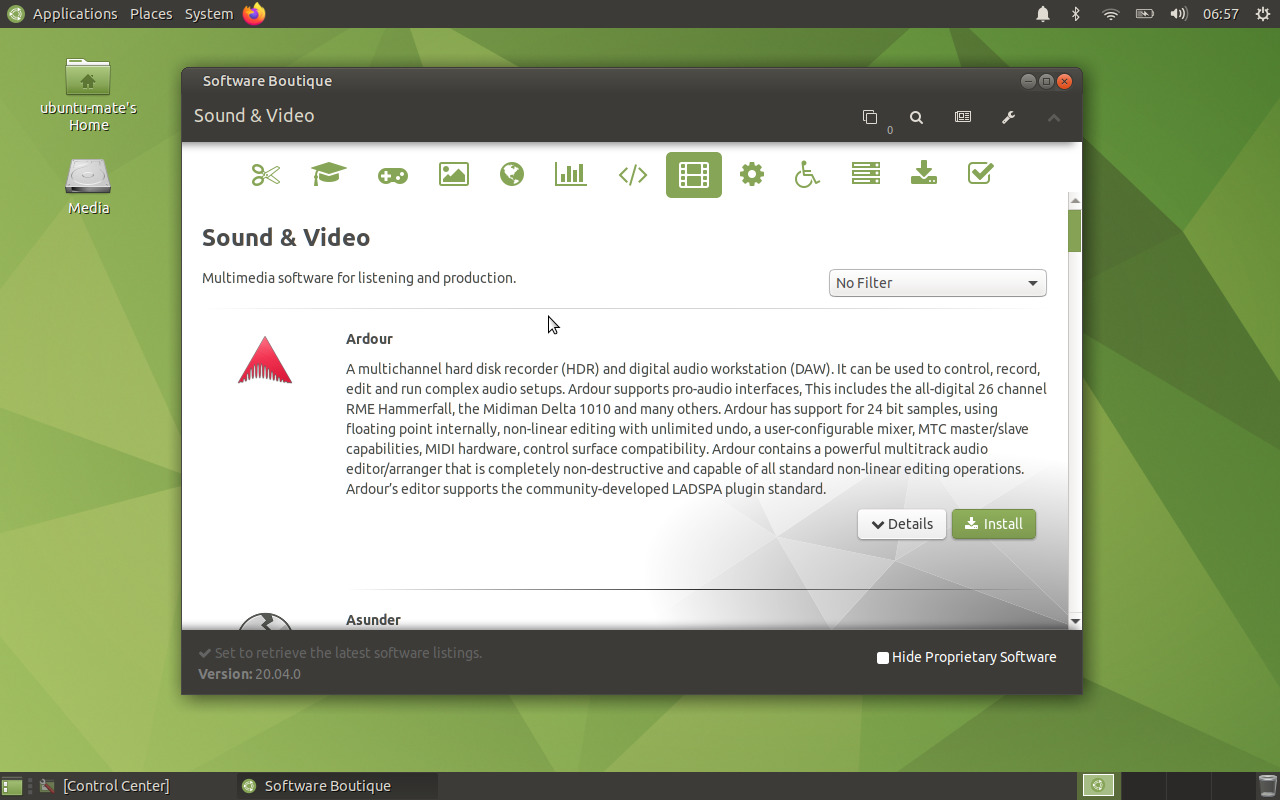 Applications Places System 06:57
ubuntu-mate's
Home
Media
Software Boutique
Sound & Video
0
Sound & Video
Multimedia software for listening and production.
No Filter
Ardour
A multichannel hard disk recorder (HDR) and digital audio workstation (DAW). It can be used to control, record,
edit and run complex audio setups. Ardour supports pro-audio interfaces, This includes the all-digital 26 channel
RME Hammerfall, the Midiman Delta 1010 and many others. Ardour has support for 24 bit samples, using
floating point internally, non-linear editing with unlimited undo, a user-configurable mixer, MTC master/slave
capabilities, MIDI hardware, control surface compatibility. Ardour contains a powerful multitrack audio
editor/arranger that is completely non-destructive and capable of all standard non-linear editing operations.
Ardour’s editor supports the community-developed LADSPA plugin standard.
Details Install
Asunder
Set to retrieve the latest software listings.
Version: 20.04.0
Hide Proprietary Software
[Control Center] Software Boutique